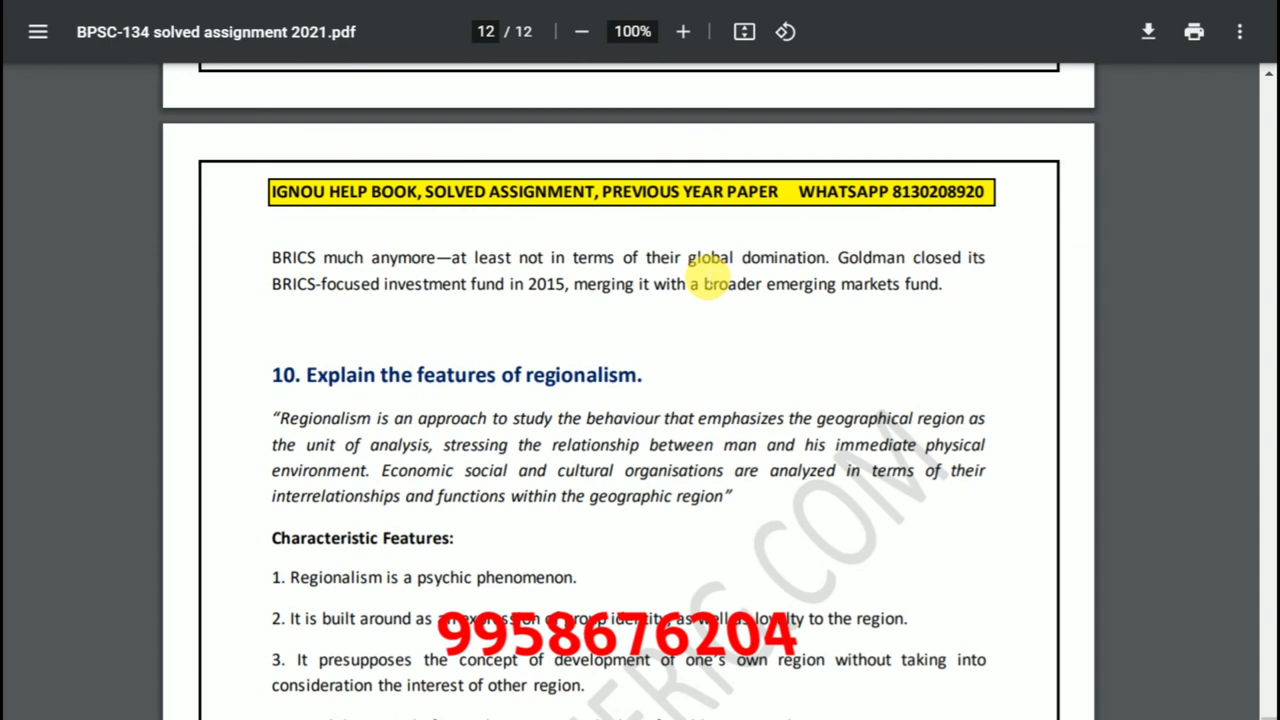 BPSC-134 solved assignment 2021.pdf
12 / 12
100%
IGNOU HELP BOOK, SOLVED ASSIGNMENT, PREVIOUS YEAR PAPER WHATSAPP 8130208920
BRICS much anymore—at least not in terms of their global domination. Goldman closed its
BRICS-focused investment fund in 2015, merging it with a broader emerging markets fund.
10. Explain the features of regionalism.
“Regionalism is an approach to study the behaviour that emphasizes the geographical region as
the unit of analysis, stressing the relationship between man and his immediate physical
environment. Economic social and cultural organisations are analyzed in terms of their
interrelationships and functions within the geographic region”
Characteristic Features:
1. Regionalism is a psychic phenomenon.
2. It is built around as an expression of group identity, as well as loyalty to the region.
9958676204
3. It presupposes the concept of development of one’s own region without taking into
consideration the interest of other region.